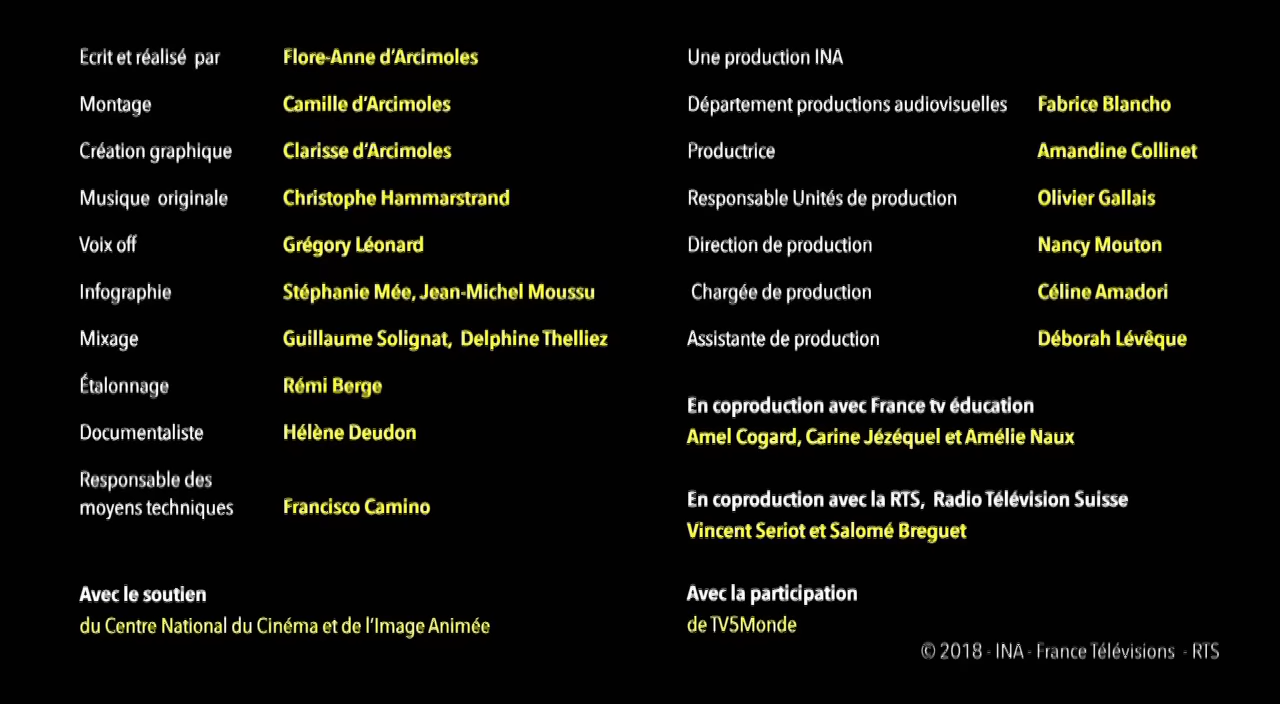 Ecrit et réalisé par Flore-Anne d'Arcimoles
Montage Camille d'Arcimoles
Création graphique Clarisse d'Arcimoles
Musique originale Christophe Hammarstrand
Voix off Grégory Léonard
Infographie Stéphanie Mée, Jean-Michel Moussu
Mixage Guillaume Solignat, Delphine Thelliez
Étalonnage Rémi Berge
Documentaliste Hélène Deudon
Responsable des
moyens techniques Francisco Camino
Avec le soutien
du Centre National du Cinéma et de l'Image Animée
Une production INA
Département productions audiovisuelles Fabrice Blancho
Productrice Amandine Collinet
Responsable Unités de production Olivier Gallais
Direction de production Nancy Mouton
Chargée de production Céline Amadori
Assistante de production Déborah Lévêque
En coproduction avec France tv éducation
Amel Cogard, Carine Jézéquel et Amélie Naux
En coproduction avec la RTS, Radio Télévision Suisse
Vincent Seriot et Salomé Breguet
Avec la participation
de TV5Monde
© 2018 - INA - France Télévisions - RTS